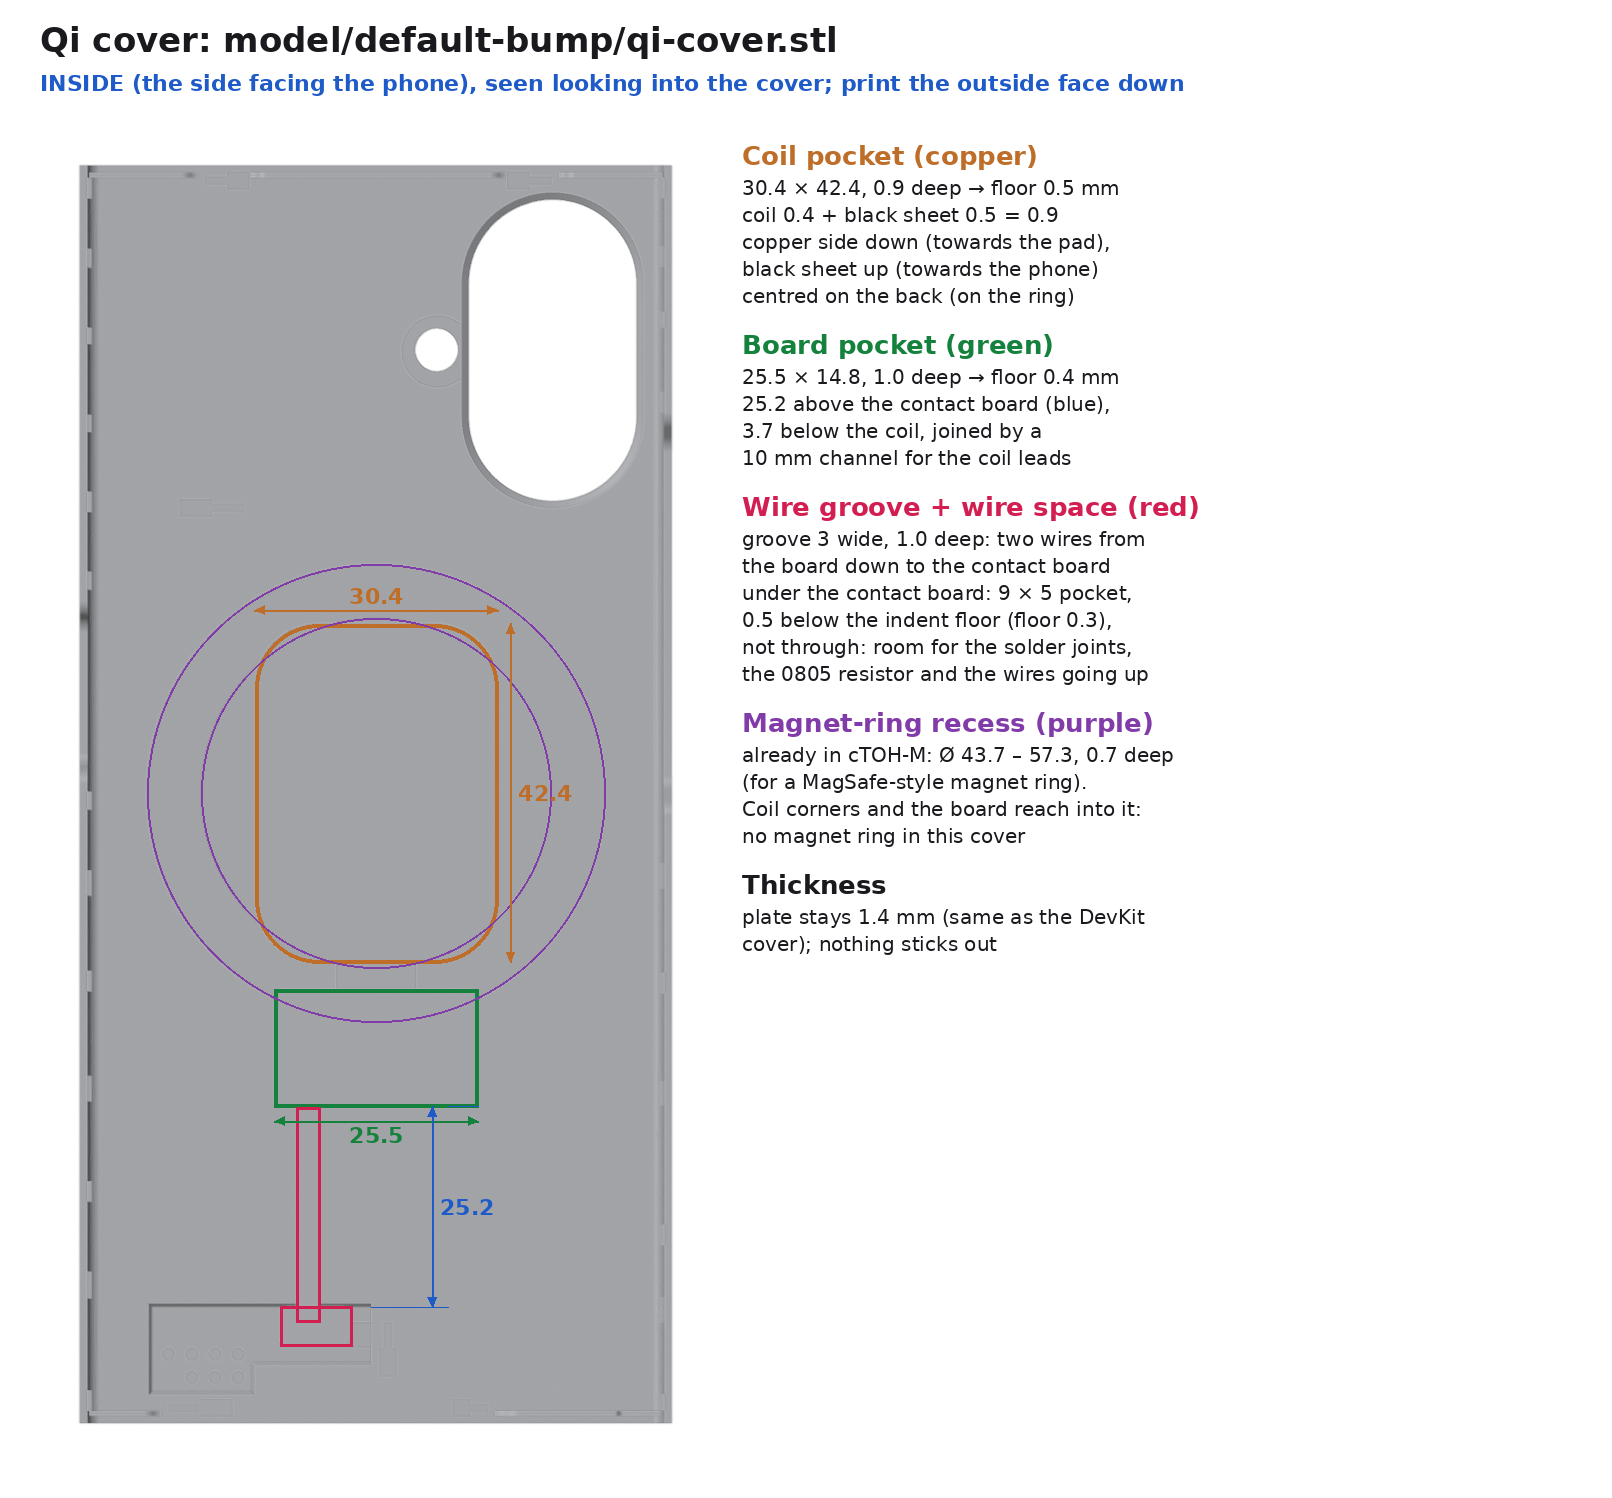 Qi cover: model/default-bump/qi-cover.stl
INSIDE (the side facing the phone), seen looking into the cover; print the outside face down
Coil pocket (copper)
30.4 × 42.4, 0.9 deep → floor 0.5 mm
coil 0.4 + black sheet 0.5 = 0.9
copper side down (towards the pad),
black sheet up (towards the phone)
centred on the back (on the ring)
Board pocket (green)
25.5 × 14.8, 1.0 deep → floor 0.4 mm
25.2 above the contact board (blue),
3.7 below the coil, joined by a
10 mm channel for the coil leads
Wire groove + wire space (red)
groove 3 wide, 1.0 deep: two wires from
the board down to the contact board
under the contact board: 9 × 5 pocket,
0.5 below the indent floor (floor 0.3),
not through: room for the solder joints,
the 0805 resistor and the wires going up
Magnet-ring recess (purple)
already in cTOH-M: Ø 43.7 – 57.3, 0.7 deep
(for a MagSafe-style magnet ring).
Coil corners and the board reach into it:
no magnet ring in this cover
Thickness
plate stays 1.4 mm (same as the DevKit
cover); nothing sticks out
30.4
42.4
25.5
25.2